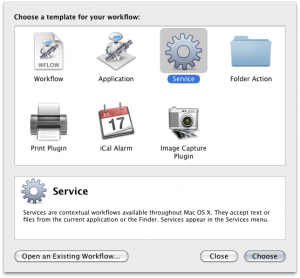 Choose a template for your workflow:
WFLOW
Workflow
Application
Service
Folder Action
JUL
17
Print Plugin
iCal Alarm
Image Capture
Plugin
Service
Services are contextual workflows available throughout Mac OS X. They accept text or
files from the current application or the Finder. Services appear in the Services menu.
Open an Existing Workflow...
Close
Choose